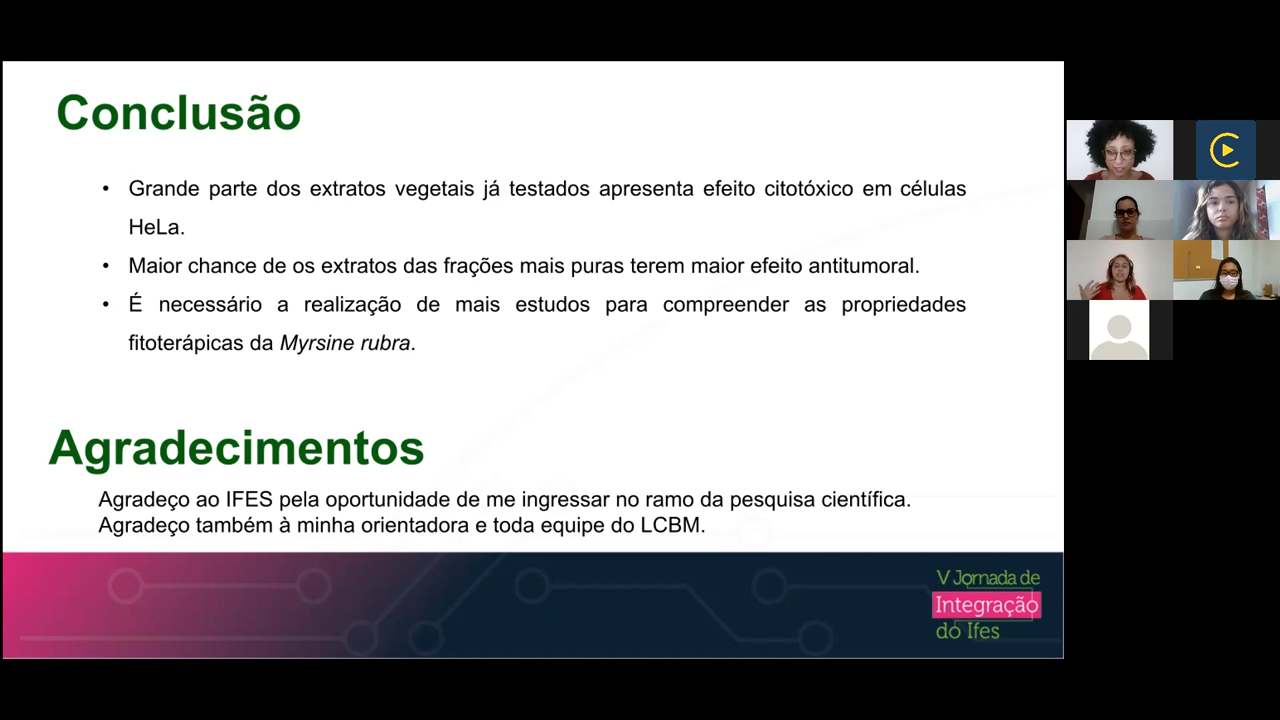 Conclusão
• Grande parte dos extratos vegetais já testados apresenta efeito citotóxico em células
HeLa.
• Maior chance de os extratos das frações mais puras terem maior efeito antitumoral.
• É necessário a realização de mais estudos para compreender as propriedades
fitoterápicas da Myrsine rubra.
Agradecimentos
Agradeço ao IFES pela oportunidade de me ingressar no ramo da pesquisa científica.
Agradeço também à minha orientadora e toda equipe do LCBM.
V Jornada de
Integração
do Ifes